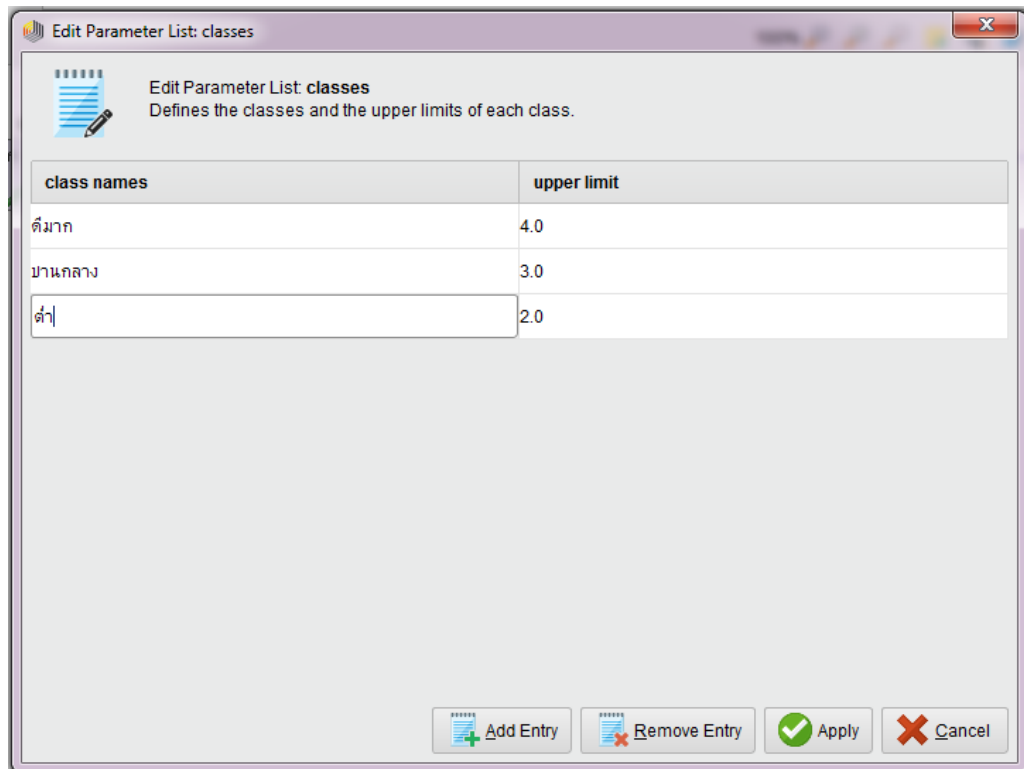 Edit Parameter List: classes
Edit Parameter List: classes
Defines the classes and the upper limits of each class.
class names upper limit
ดีมาก 4.0
ปานกลาง 3.0
ต่ำ 2.0
Add Entry Remove Entry Apply Cancel